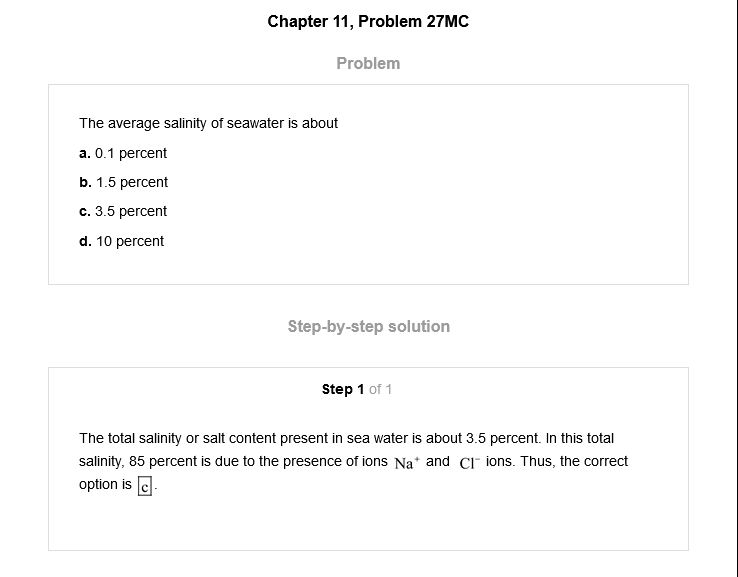 Chapter 11, Problem 27MC
Problem
The average salinity of seawater is about
a. 0.1 percent
b. 1.5 percent
c. 3.5 percent
d. 10 percent
Step-by-step solution
Step 1 of 1
The total salinity or salt content present in sea water is about 3.5 percent. In this total
salinity, 85 percent is due to the presence of ions Na⁺ and Cl⁻ ions. Thus, the correct
option is c.